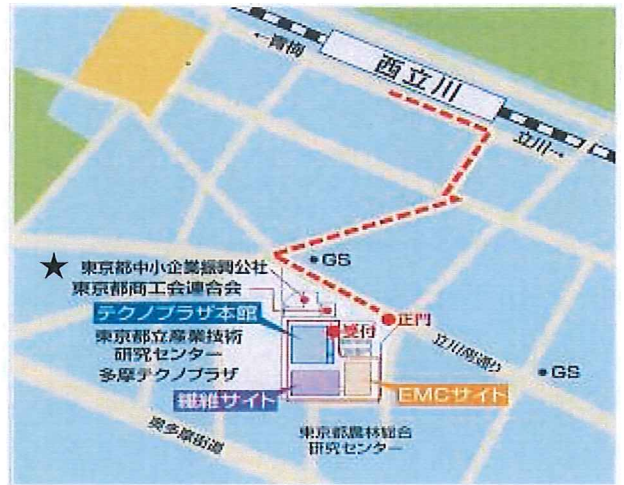 ←青梅
西立川
立川→
GS
★ 東京都中小企業振興公社
東京都商工会連合会
テクノプラザ本館
受付
正門
東京都立産業技術
研究センター
多摩テクノプラザ
立川街通り
GS
繊維サイト
EMCサイト
東京都農林総合
研究センター
奥多摩街道